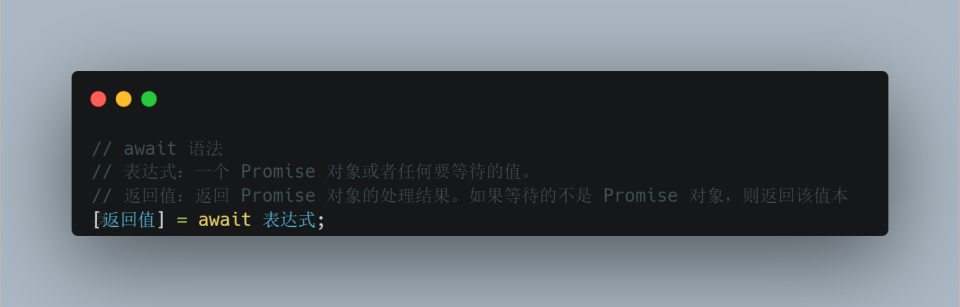 // await 语法
// 表达式：一个 Promise 对象或者任何要等待的值。
// 返回值：返回 Promise 对象的处理结果。如果等待的不是 Promise 对象，则返回该值本
[返回值] = await 表达式;